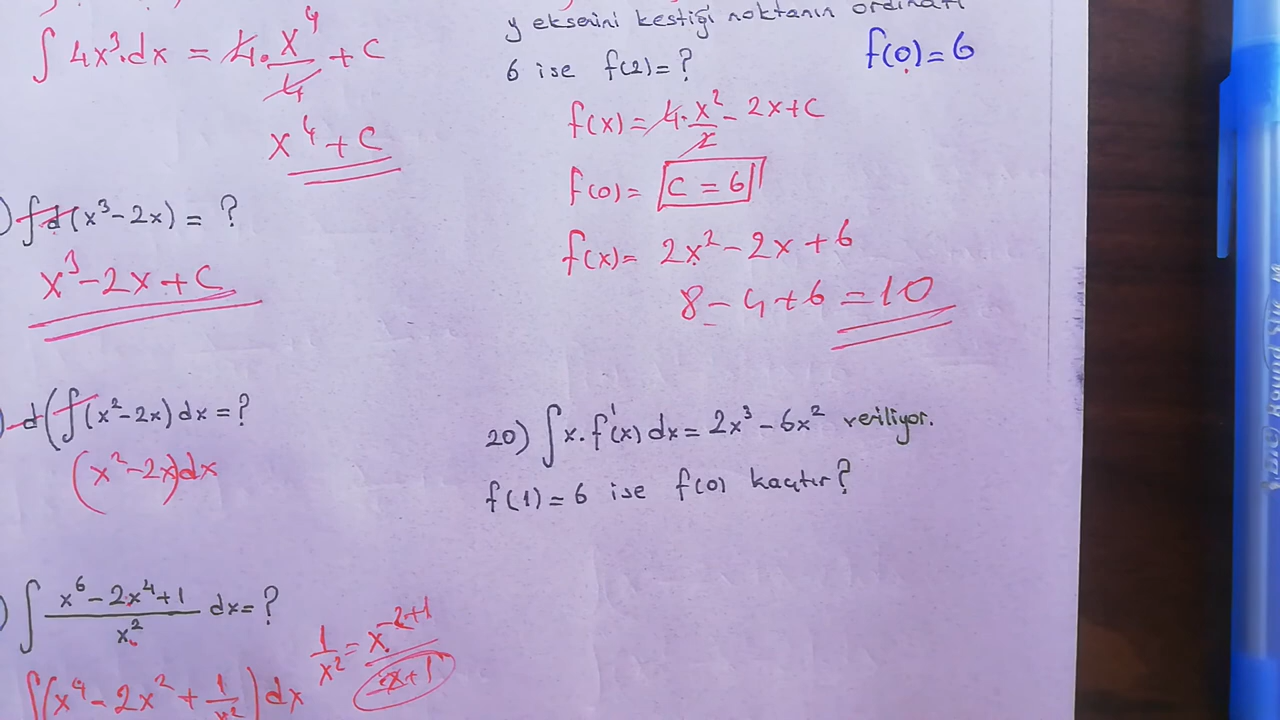 ∫ 4x³.dx = 4.x⁴/4 + C
x⁴ + C
) ∫d(x³-2x) = ?
x³-2x+C
) d(∫(x²-2x)dx = ?
(x²-2x)dx
) ∫ x⁶-2x⁴+1/x² dx = ?
1/x² = x⁻²⁺¹/-2+1
∫(x⁴-2x²+1/x²)dx
y eksenini kestiği noktanın ordinatı
6 ise f(2)=?
f(0)=6
f(x)=4.x²/2-2x+C
f(0)= C=6
f(x)= 2x²-2x+6
8-4+6=10
20) ∫x.f'(x)dx=2x³-6x² veriliyor.
f(1)=6 ise f(0) kaçtır?